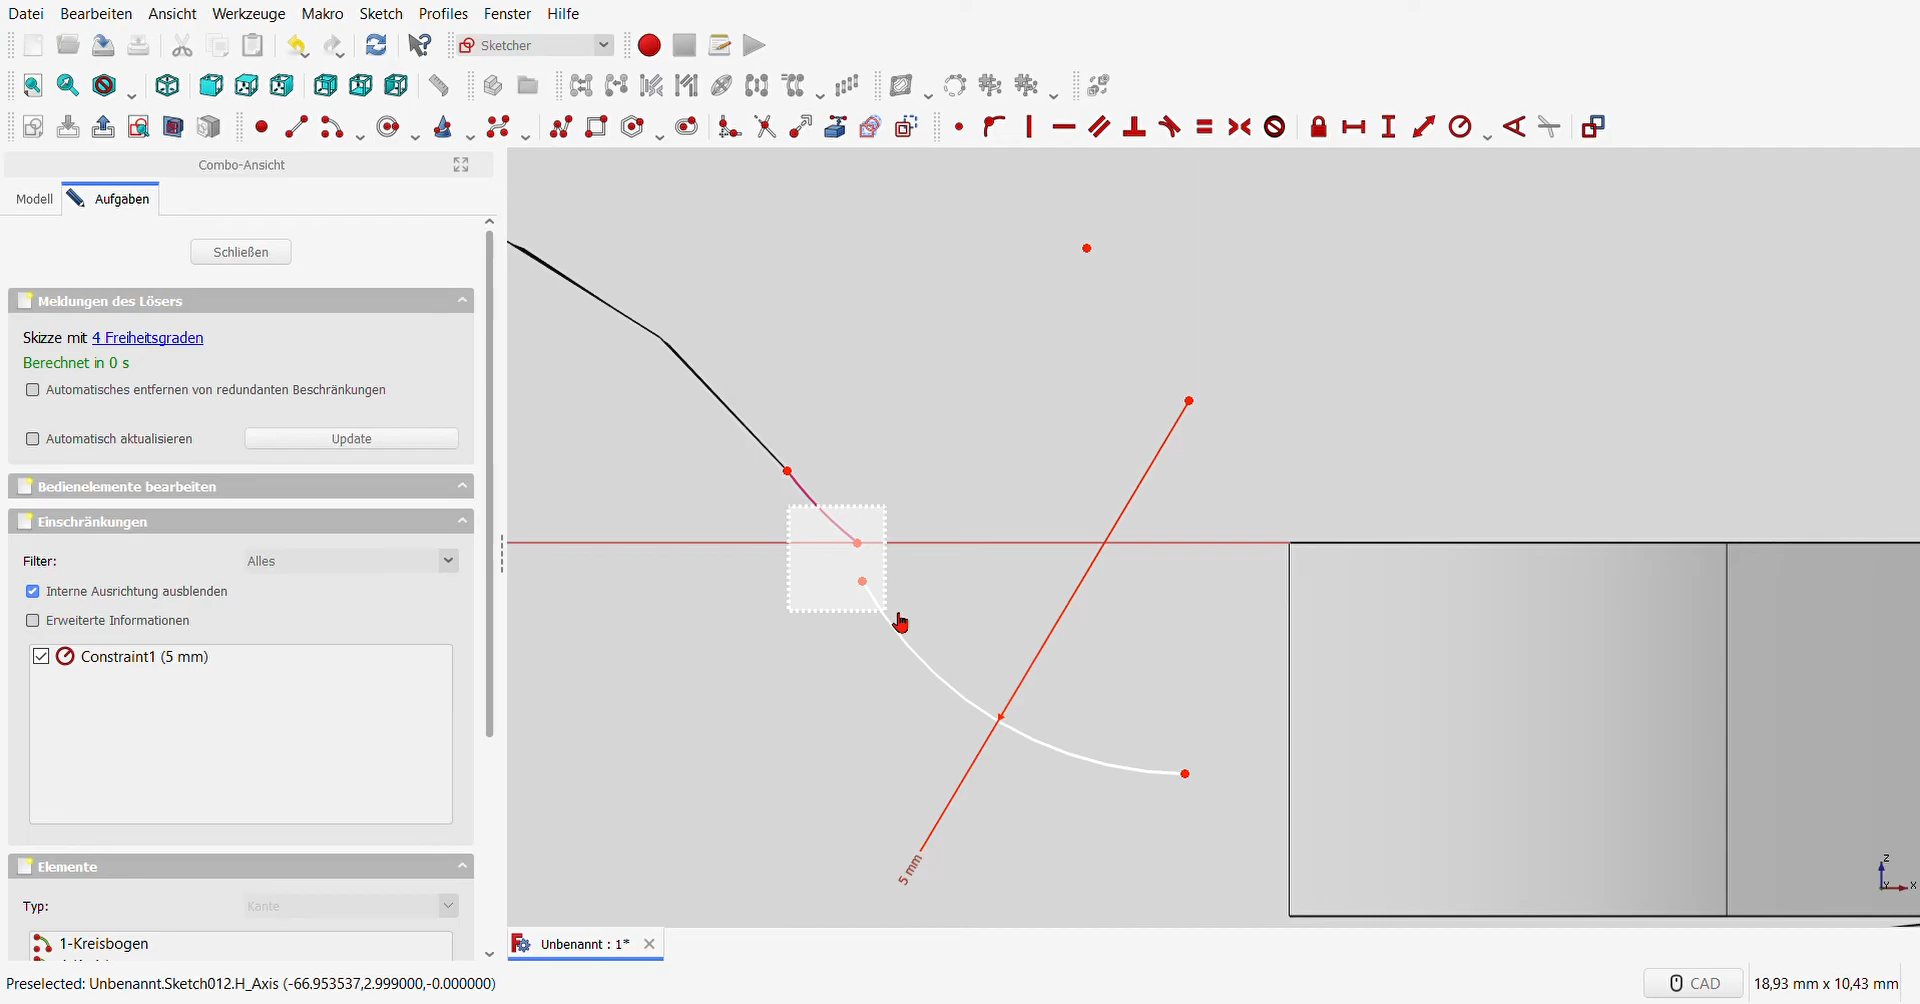 Datei Bearbeiten Ansicht Werkzeuge Makro Sketch Profiles Fenster Hilfe
Sketcher
Combo-Ansicht
Modell Aufgaben
Schließen
Meldungen des Lösers
Skizze mit 4 Freiheitsgraden
Berechnet in 0 s
Automatisches entfernen von redundanten Beschränkungen
Automatisch aktualisieren Update
Bedienelemente bearbeiten
Einschränkungen
Filter: Alles
Interne Ausrichtung ausblenden
Erweiterte Informationen
Constraint1 (5 mm)
5 mm
Elemente
Z
Y
X
Typ: Kante
1-Kreisbogen
Unbenannt : 1*
Preselected: Unbenannt.Sketch012.H_Axis (-66.953537,2.999000,-0.000000)
CAD 18,93 mm x 10,43 mm